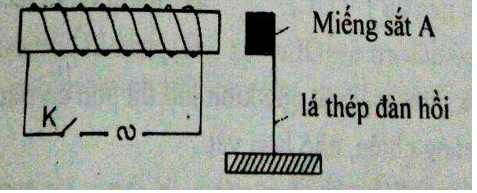 Miếng sắt A
lá thép đàn hồi
K